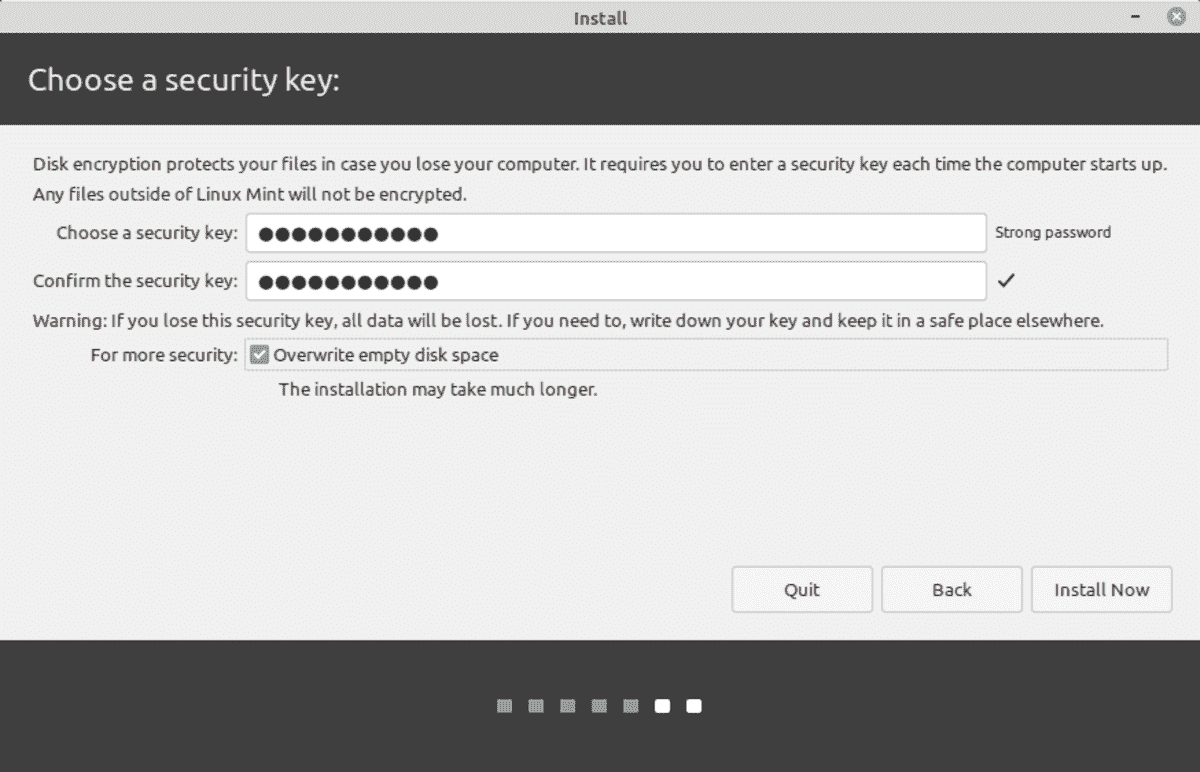 Install
Choose a security key:
Disk encryption protects your files in case you lose your computer. It requires you to enter a security key each time the computer starts up.
Any files outside of Linux Mint will not be encrypted.
Choose a security key: ●●●●●●●●●●● Strong password
Confirm the security key: ●●●●●●●●●●●
Warning: If you lose this security key, all data will be lost. If you need to, write down your key and keep it in a safe place elsewhere.
For more security: Overwrite empty disk space
The installation may take much longer.
Quit Back Install Now